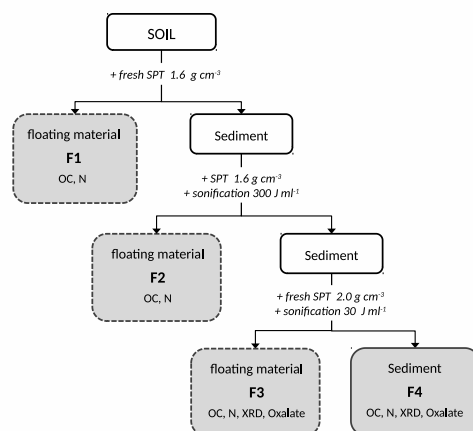 SOIL
+ fresh SPT 1.6 g cm⁻³
floating material
F1
OC, N
Sediment
+ SPT 1.6 g cm⁻³
+ sonification 300 J ml⁻¹
floating material
F2
OC, N
Sediment
+ fresh SPT 2.0 g cm⁻³
+ sonification 30 J ml⁻¹
floating material
F3
OC, N, XRD, Oxalate
Sediment
F4
OC, N, XRD, Oxalate